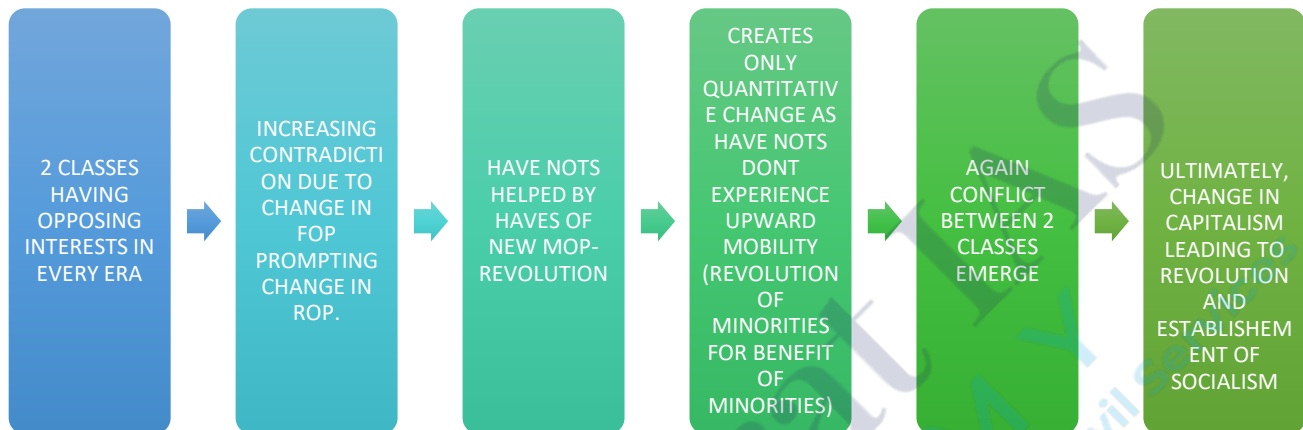 2 CLASSES
HAVING
OPPOSING
INTERESTS IN
EVERY ERA
INCREASING
CONTRADICTI
ON DUE TO
CHANGE IN
FOP
PROMPTING
CHANGE IN
ROP.
HAVE NOTS
HELPED BY
HAVES OF
NEW MOP-
REVOLUTION
CREATES
ONLY
QUANTITATIV
E CHANGE AS
HAVE NOTS
DONT
EXPERIENCE
UPWARD
MOBILITY
(REVOLUTION
OF
MINORITIES
FOR BENEFIT
OF
MINORITIES)
AGAIN
CONFLICT
BETWEEN 2
CLASSES
EMERGE
ULTIMATELY,
CHANGE IN
CAPITALISM
LEADING TO
REVOLUTION
AND
ESTABLISHEM
ENT OF
SOCIALISM